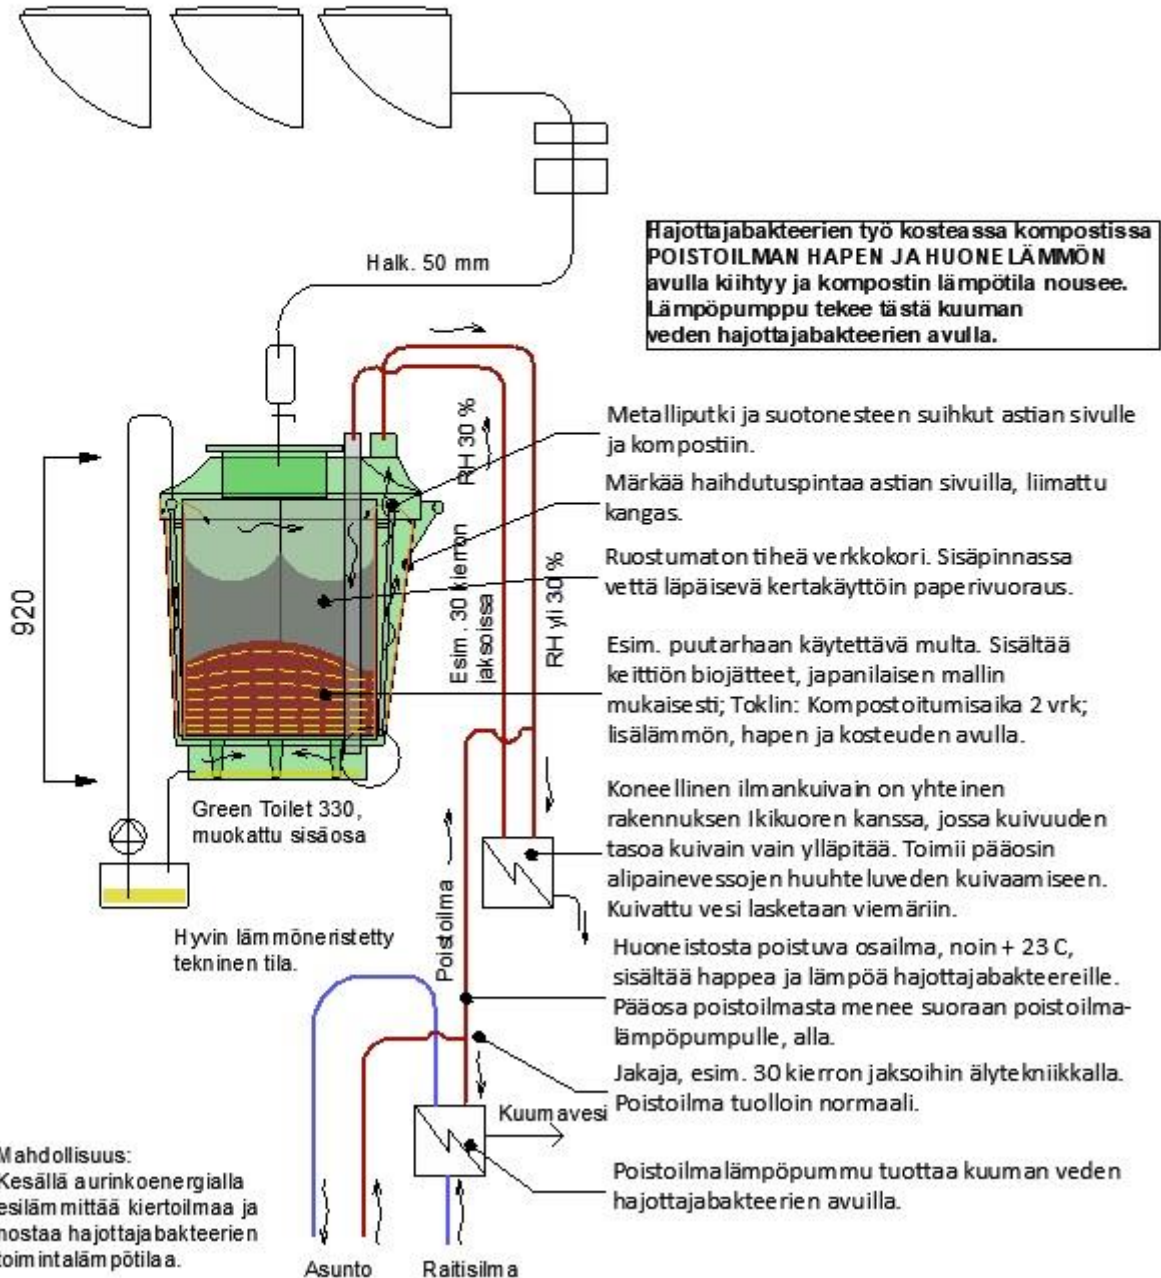 Hajottajabakteerien työ kosteassa kompostissa
POISTOILMAN HAPEN JA HUONELÄMMÖN
avulla kiihtyy ja kompostin lämpötila nousee.
Lämpöpumppu tekee tästä kuuman
veden hajottajabakteerien avulla.
Halk. 50 mm
Metalliputki ja suotonesteen suihkut astian sivulle
ja kompostiin.
Märkää haihdutuspintaa astian sivuilla, liimattu
kangas.
Ruostumaton tiheä verkkokori. Sisäpinnassa
vettä läpäisevä kertakäyttöin paperivuoraus.
Esim. puutarhaan käytettävä multa. Sisältää
keittiön biojätteet, japanilaisen mallin
mukaisesti; Toklin: Kompostoitumisaika 2 vrk;
lisälämmön, hapen ja kosteuden avulla.
RH 30 %
Esim. 30 kierron
jaksoissa
RH yli 30 %
920
Green Toilet 330,
muokattu sisäosa
Koneellinen ilmankuivain on yhteinen
rakennuksen Ikikuoren kanssa, jossa kuivuuden
tasoa kuivain vain ylläpitää. Toimii pääosin
alipainevessojen huuhteluveden kuivaamiseen.
Kuivattu vesi lasketaan viemäriin.
Hyvin lämmöneristetty
tekninen tila.
Poistoilma
Huoneistosta poistuva osailma, noin + 23 C,
sisältää happea ja lämpöä hajottajabakteereille.
Pääosa poistoilmasta menee suoraan poistoilma-
lämpöpumpulle, alla.
Jakaja, esim. 30 kierron jaksoihin älytekniikkalla.
Poistoilma tuolloin normaali.
Kuumavesi
Poistoilmalämpöpummu tuottaa kuuman veden
hajottajabakteerien avuilla.
Mahdollisuus:
Kesällä aurinkoenergialla
esilämmittää kiertoilmaa ja
nostaa hajottajabakteerien
toimintalämpötilaa.
Asunto
Raitisilma